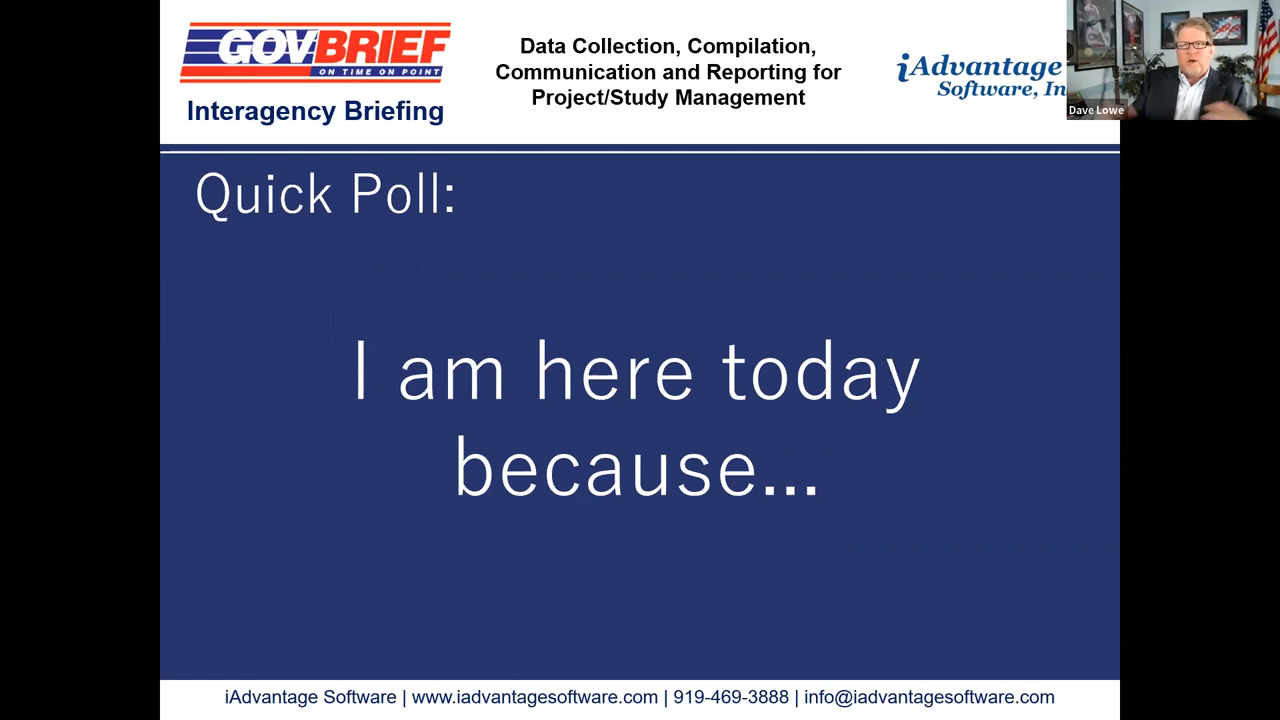 GOVBRIEF
ON TIME ON POINT
Interagency Briefing
Data Collection, Compilation,
Communication and Reporting for
Project/Study Management
iAdvantage
Software, In
Dave Lowe
Quick Poll:
I am here today
because...
iAdvantage Software | www.iadvantagesoftware.com | 919-469-3888 | info@iadvantagesoftware.com